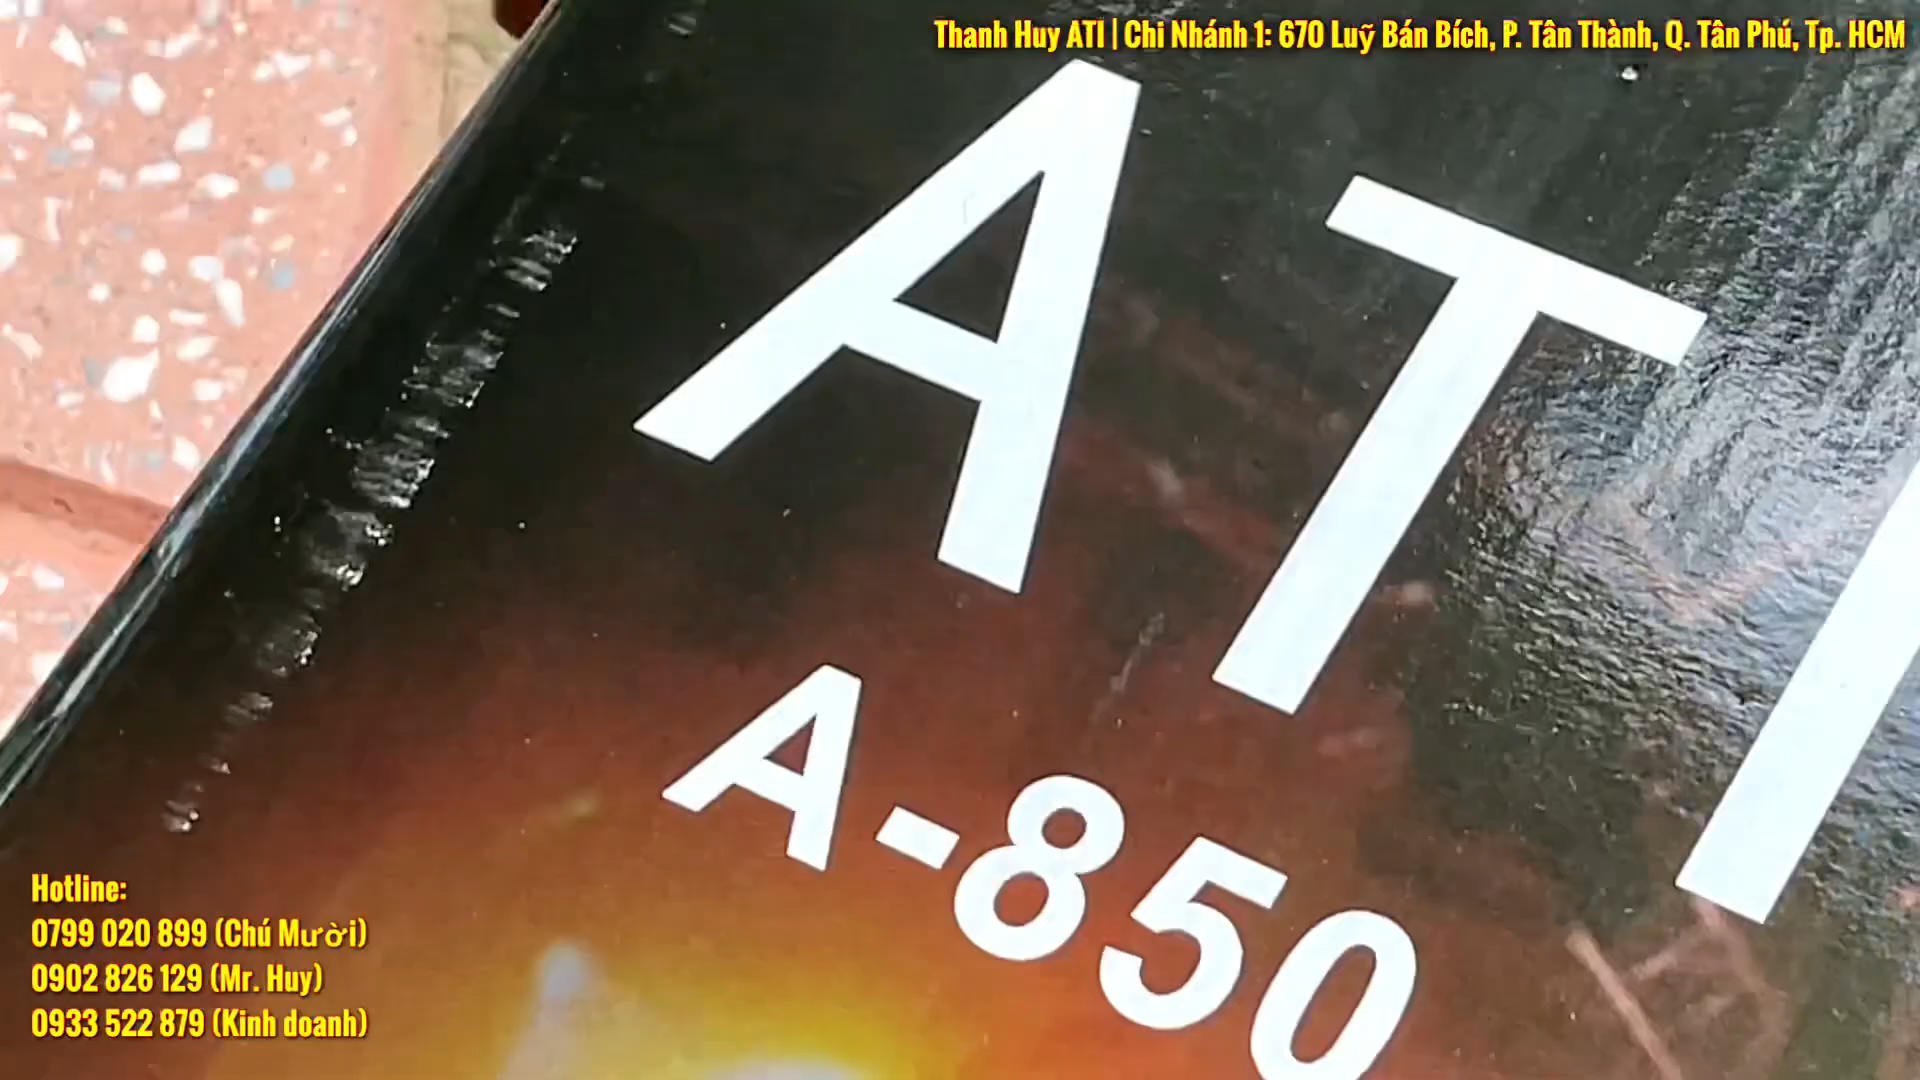 Thanh Huy ATI | Chi Nhánh 1: 670 Luỹ Bán Bích, P. Tân Thành, Q. Tân Phú, Tp. HCM
ATI
A-850
Hotline:
0799 020 899 (Chú Mười)
0902 826 129 (Mr. Huy)
0933 522 879 (Kinh doanh)